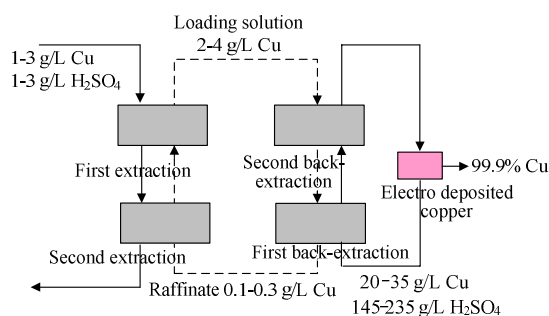 Loading solution
2-4 g/L Cu
1-3 g/L Cu
1-3 g/L H₂SO₄
First extraction
Second back-
extraction
99.9% Cu
Electro deposited
copper
Second extraction
First back-extraction
Raffinate 0.1-0.3 g/L Cu
20-35 g/L Cu
145-235 g/L H₂SO₄